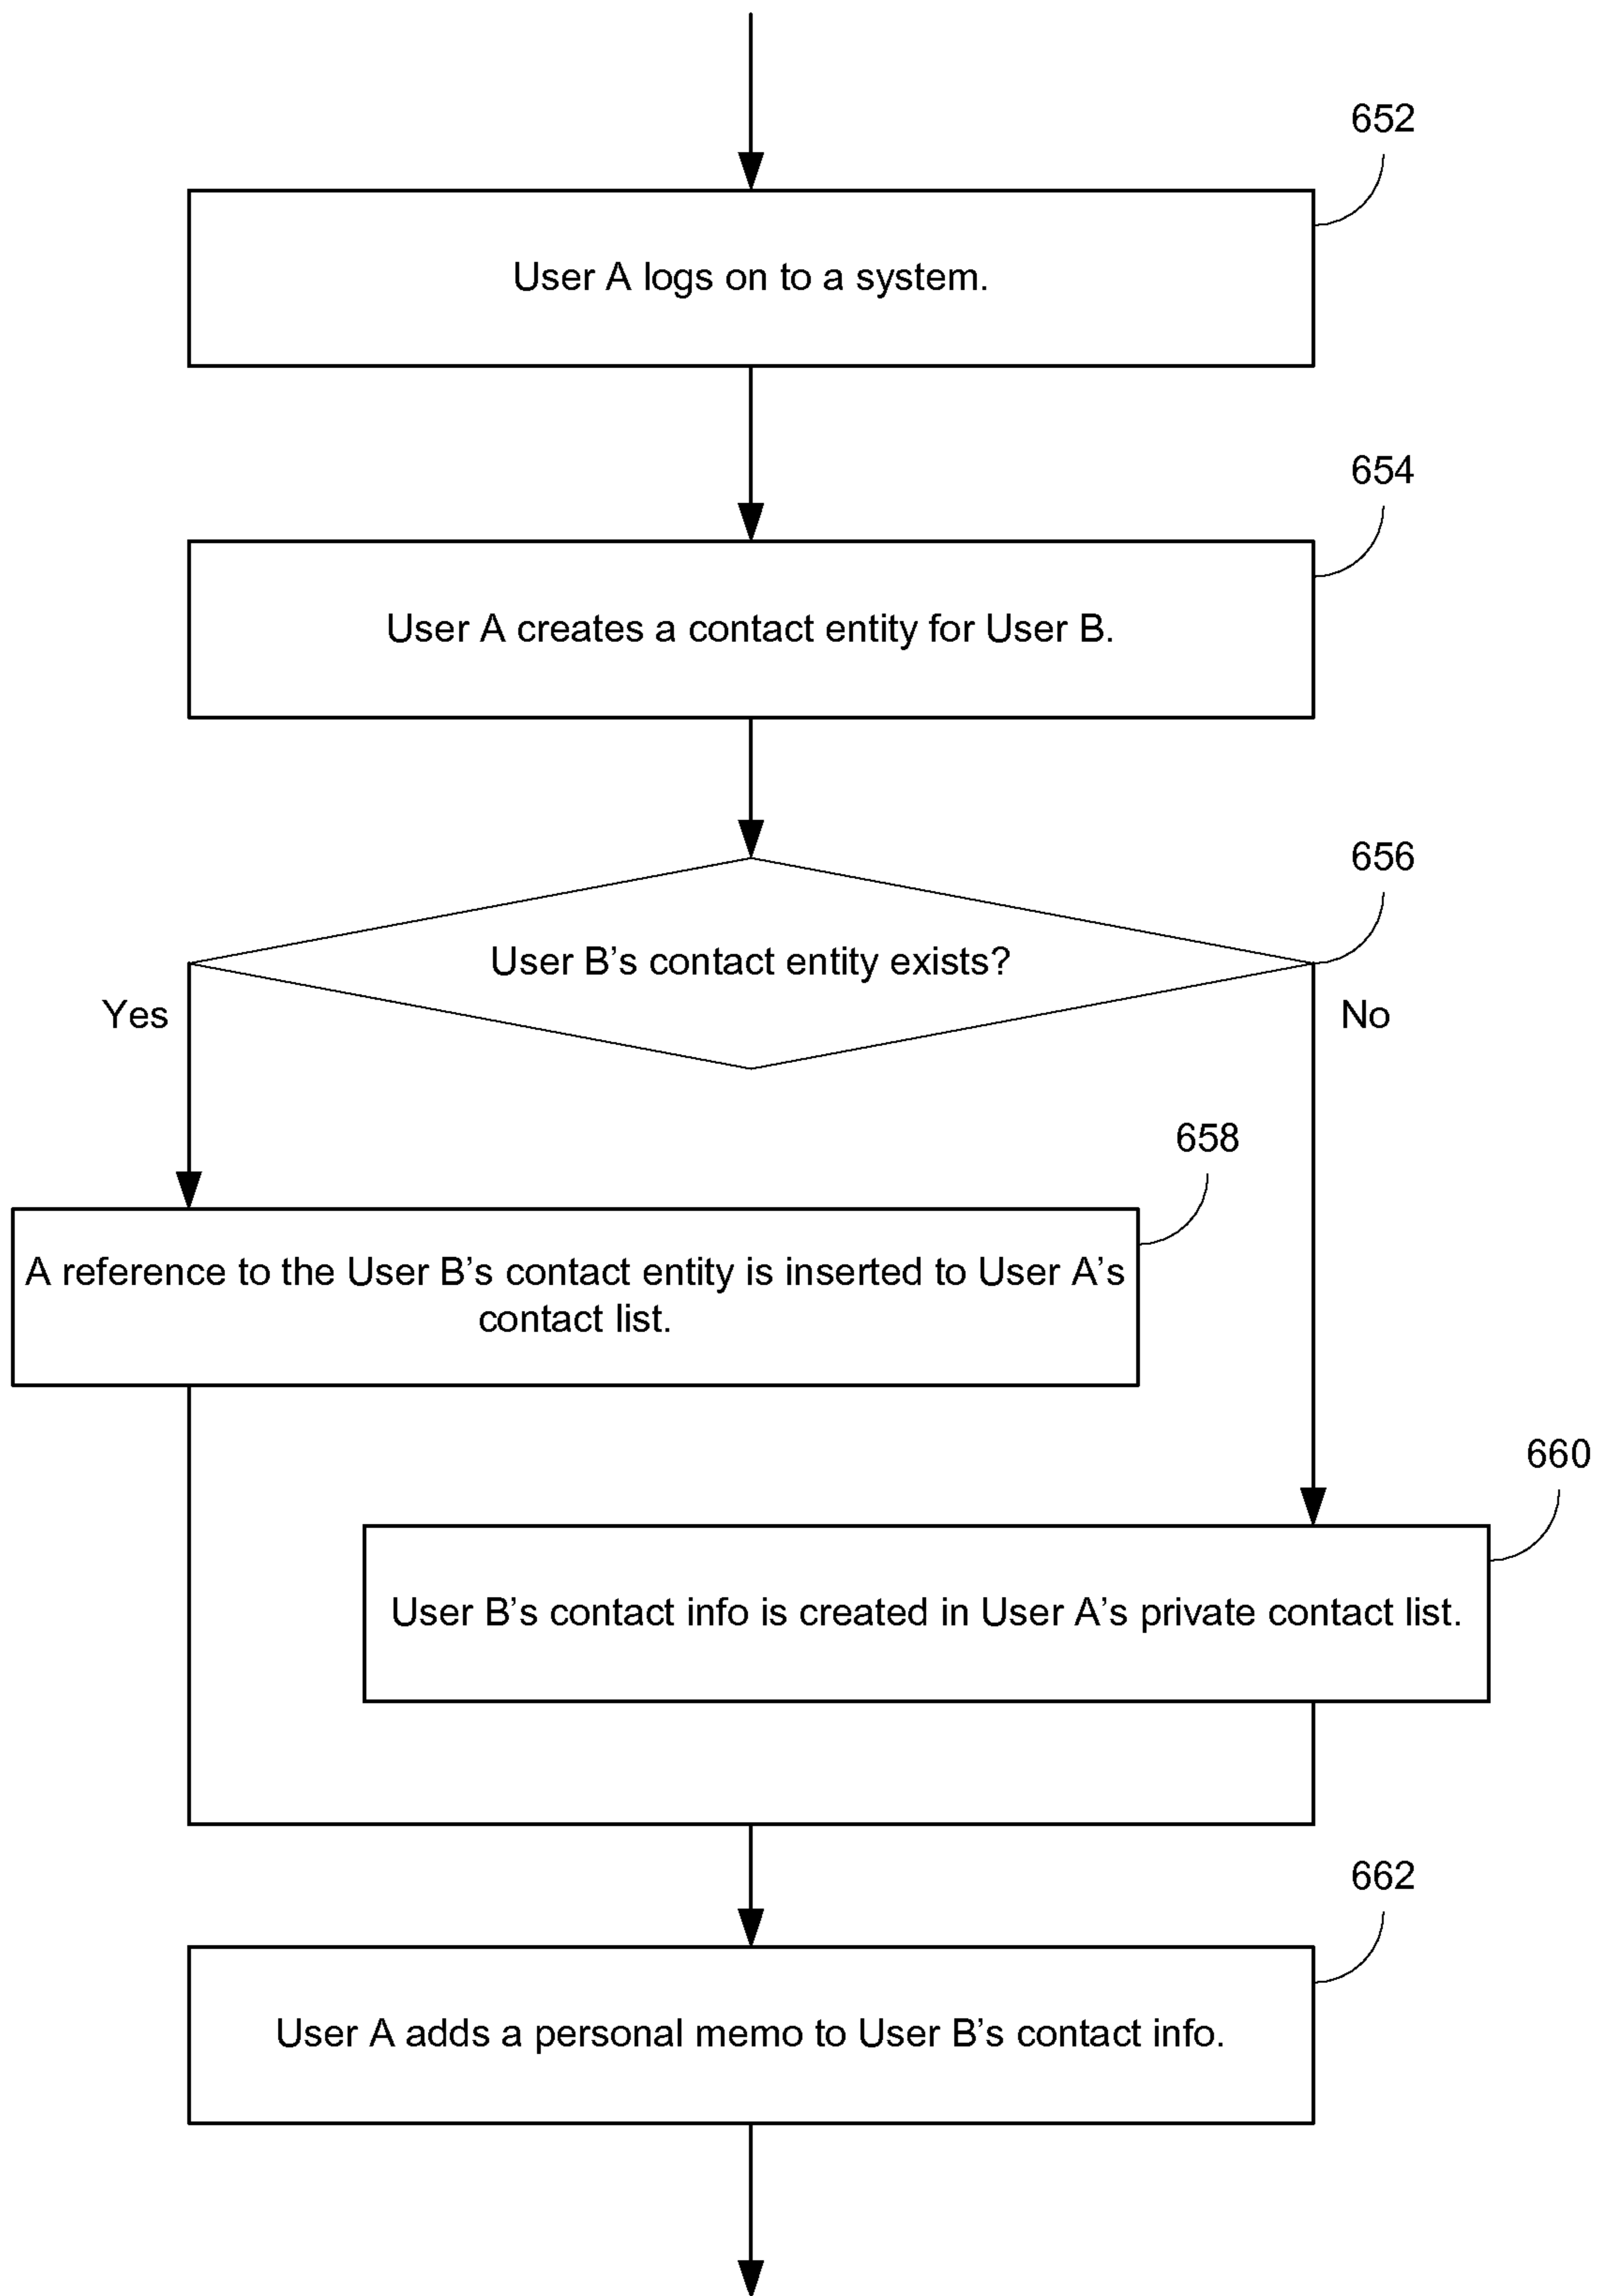 652
User A logs on to a system.
654
User A creates a contact entity for User B.
656
User B’s contact entity exists?
Yes
No
658
A reference to the User B’s contact entity is inserted to User A’s
contact list.
660
User B’s contact info is created in User A’s private contact list.
662
User A adds a personal memo to User B’s contact info.